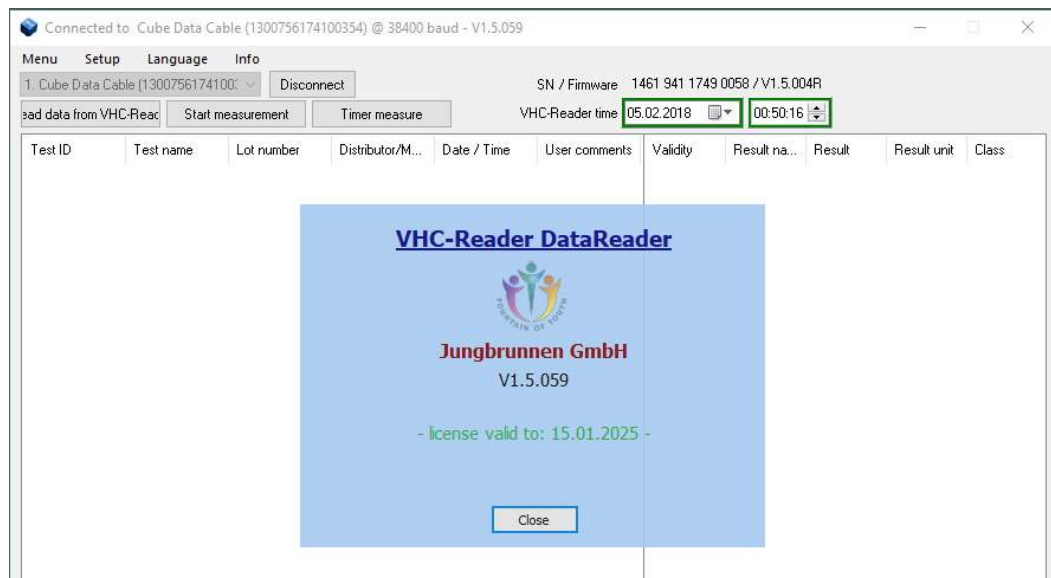 Connected to Cube Data Cable (1300756174100354) @ 38400 baud - V1.5.059
Menu Setup Language Info
1. Cube Data Cable (13007561741003 Disconnect SN / Firmware 1461 941 1749 0058 / V1.5.004R
ead data from VHC-Reac Start measurement Timer measure VHC-Reader time 05.02.2018 00:50:16
Test ID Test name Lot number Distributor/M... Date / Time User comments Validity Result na... Result Result unit Class
VHC-Reader DataReader
FOUNTAIN OF YOUTH
Jungbrunnen GmbH
V1.5.059
- license valid to: 15.01.2025 -
Close